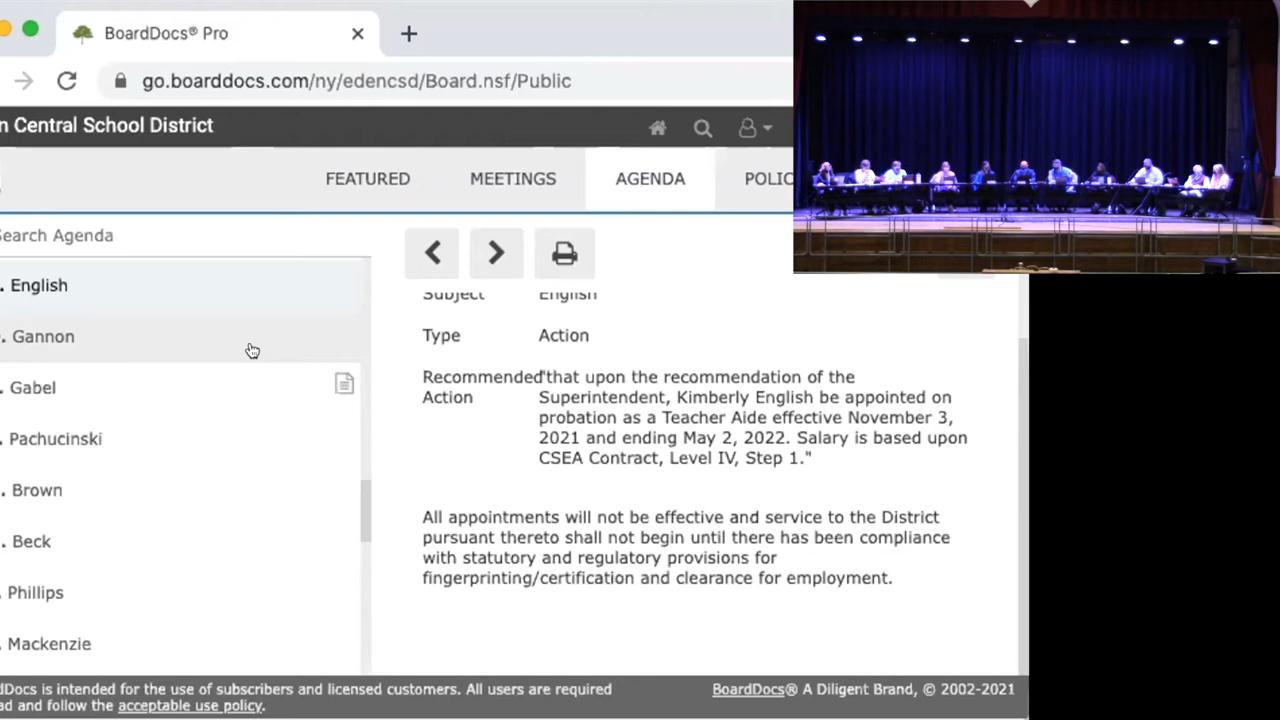 BoardDocs® Pro
go.boarddocs.com/ny/edencsd/Board.nsf/Public
n Central School District
FEATURED
MEETINGS
AGENDA
POLIC
Search Agenda
. English
. Gannon
. Gabel
. Pachucinski
. Brown
. Beck
. Phillips
. Mackenzie
Subject English
Type Action
Recommended "that upon the recommendation of the
Action Superintendent, Kimberly English be appointed on
probation as a Teacher Aide effective November 3,
2021 and ending May 2, 2022. Salary is based upon
CSEA Contract, Level IV, Step 1."
All appointments will not be effective and service to the District
pursuant thereto shall not begin until there has been compliance
with statutory and regulatory provisions for
fingerprinting/certification and clearance for employment.
rdDocs is intended for the use of subscribers and licensed customers. All users are required
ad and follow the acceptable use policy.
BoardDocs® A Diligent Brand, © 2002-2021